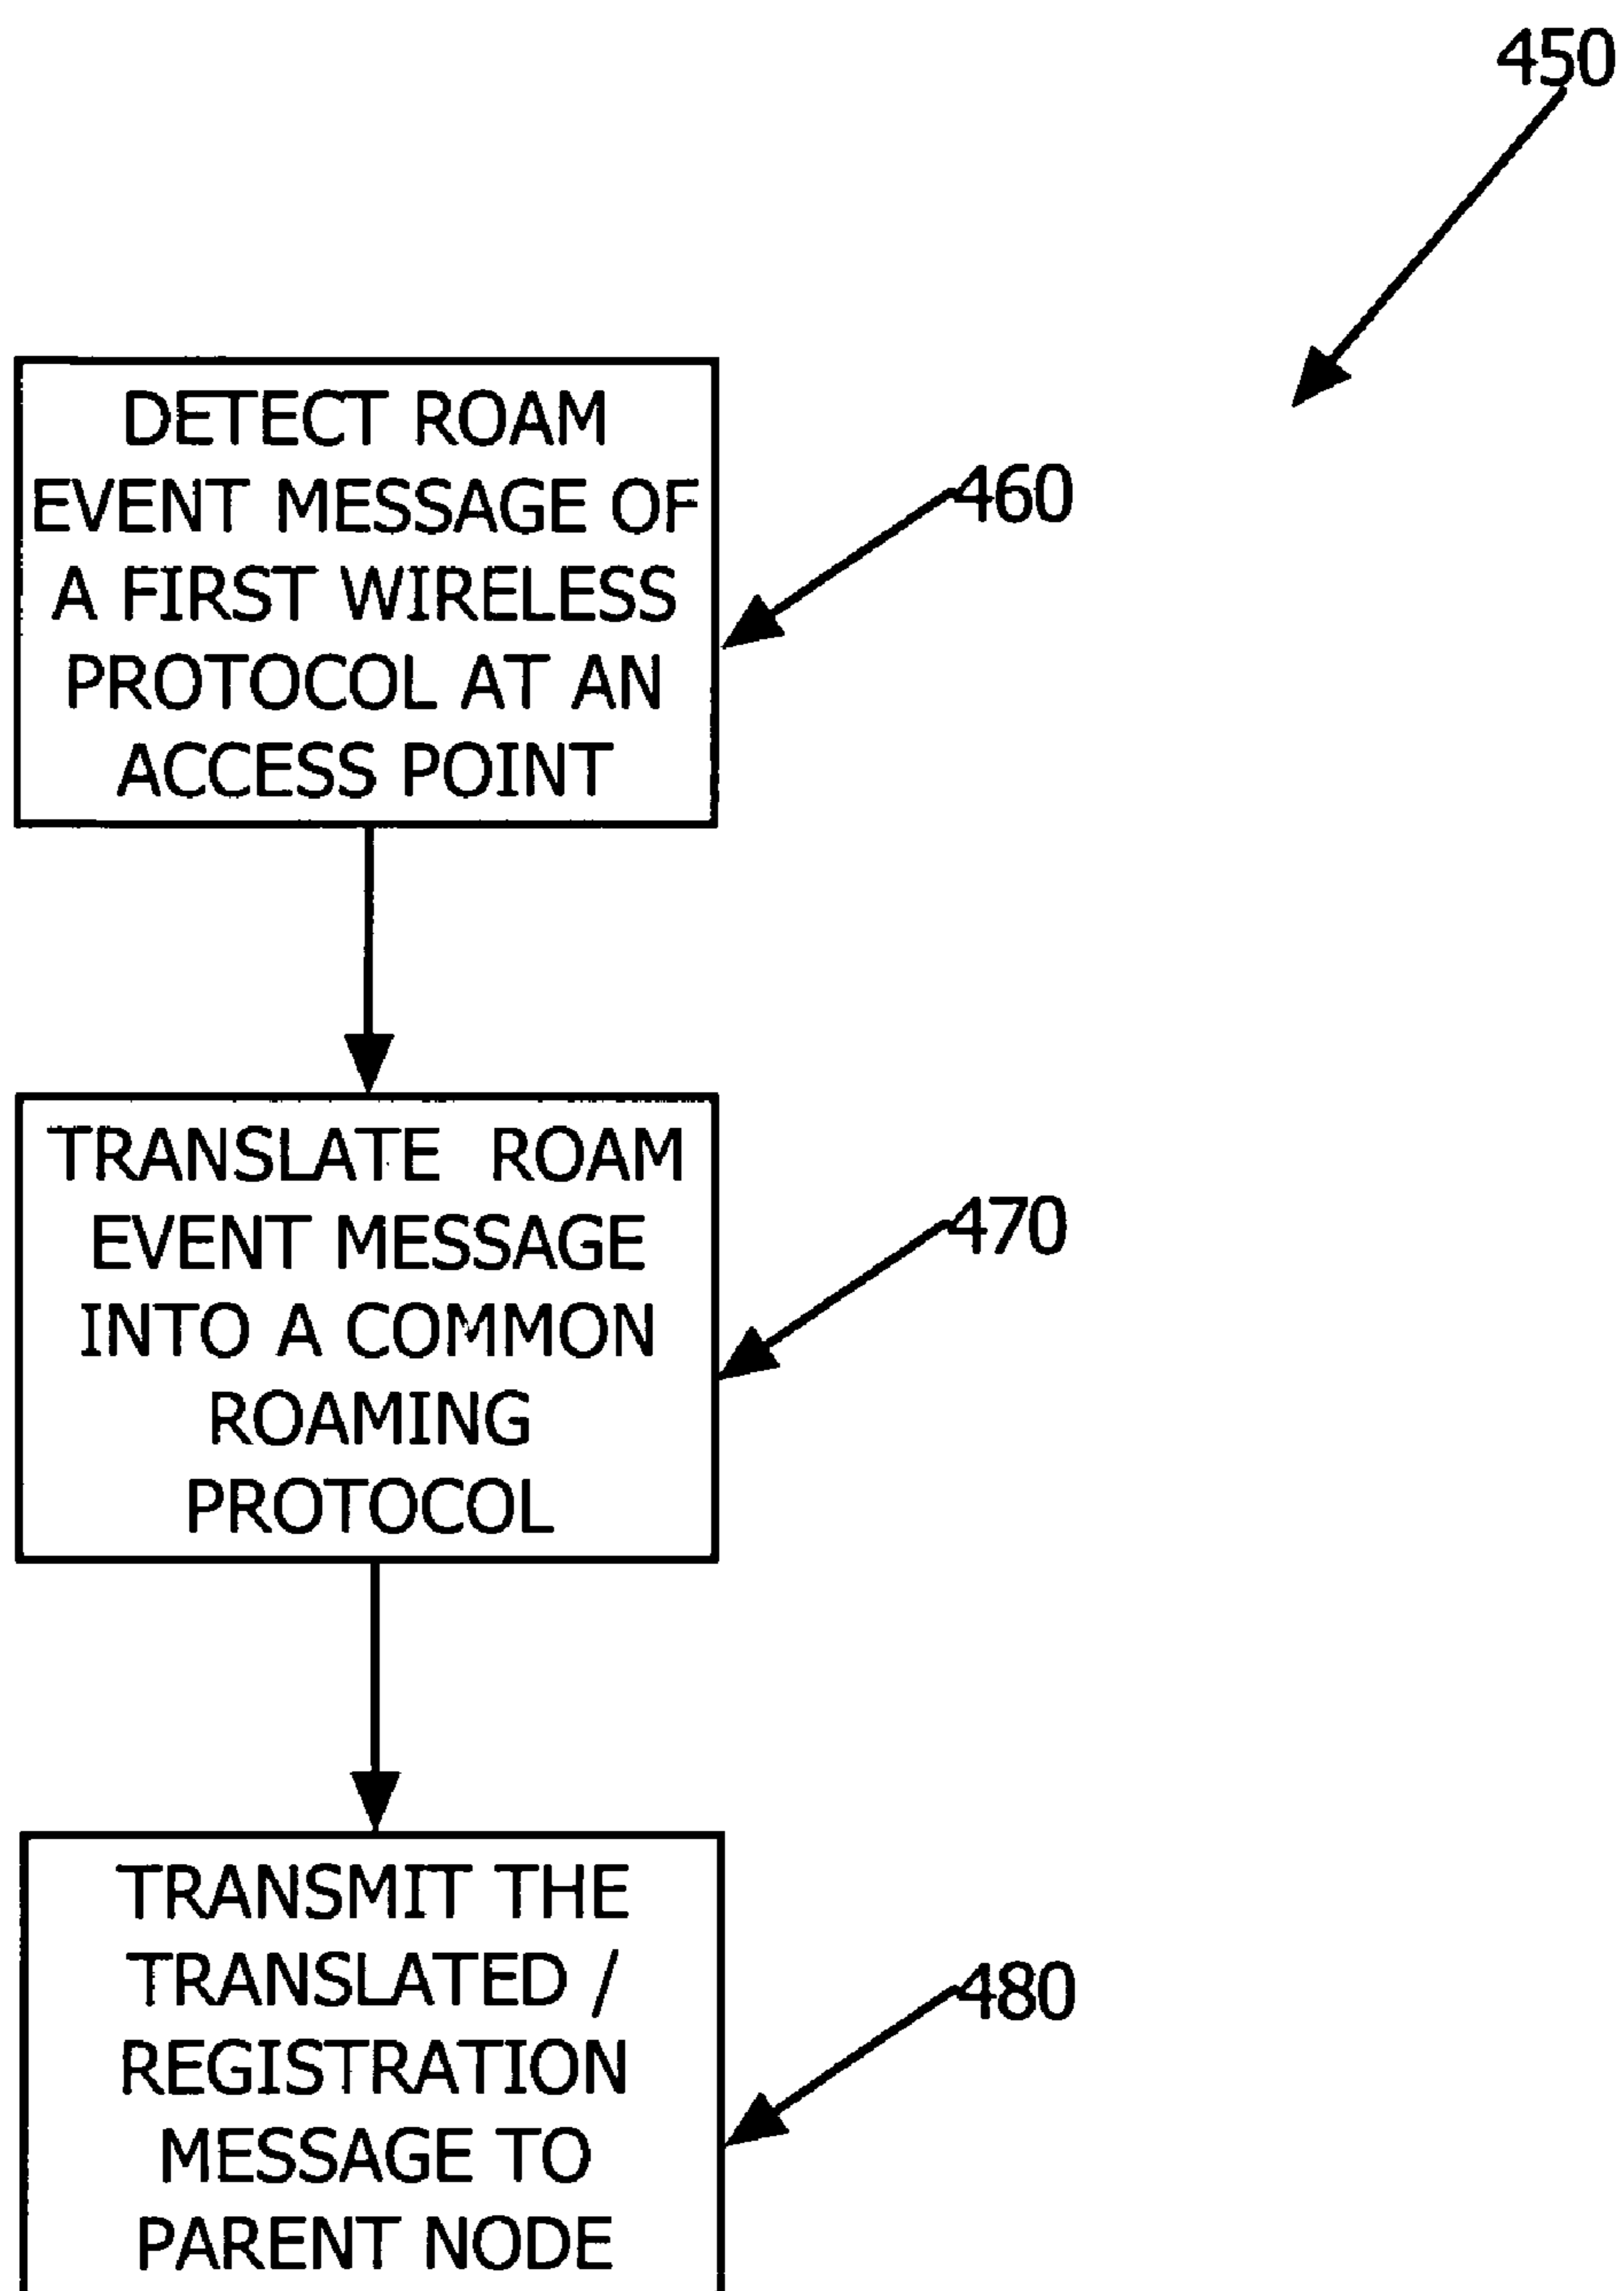 450
DETECT ROAM
EVENT MESSAGE OF
A FIRST WIRELESS
PROTOCOL AT AN
ACCESS POINT
460
TRANSLATE ROAM
EVENT MESSAGE
INTO A COMMON
ROAMING
PROTOCOL
470
TRANSMIT THE
TRANSLATED /
REGISTRATION
MESSAGE TO
PARENT NODE
480